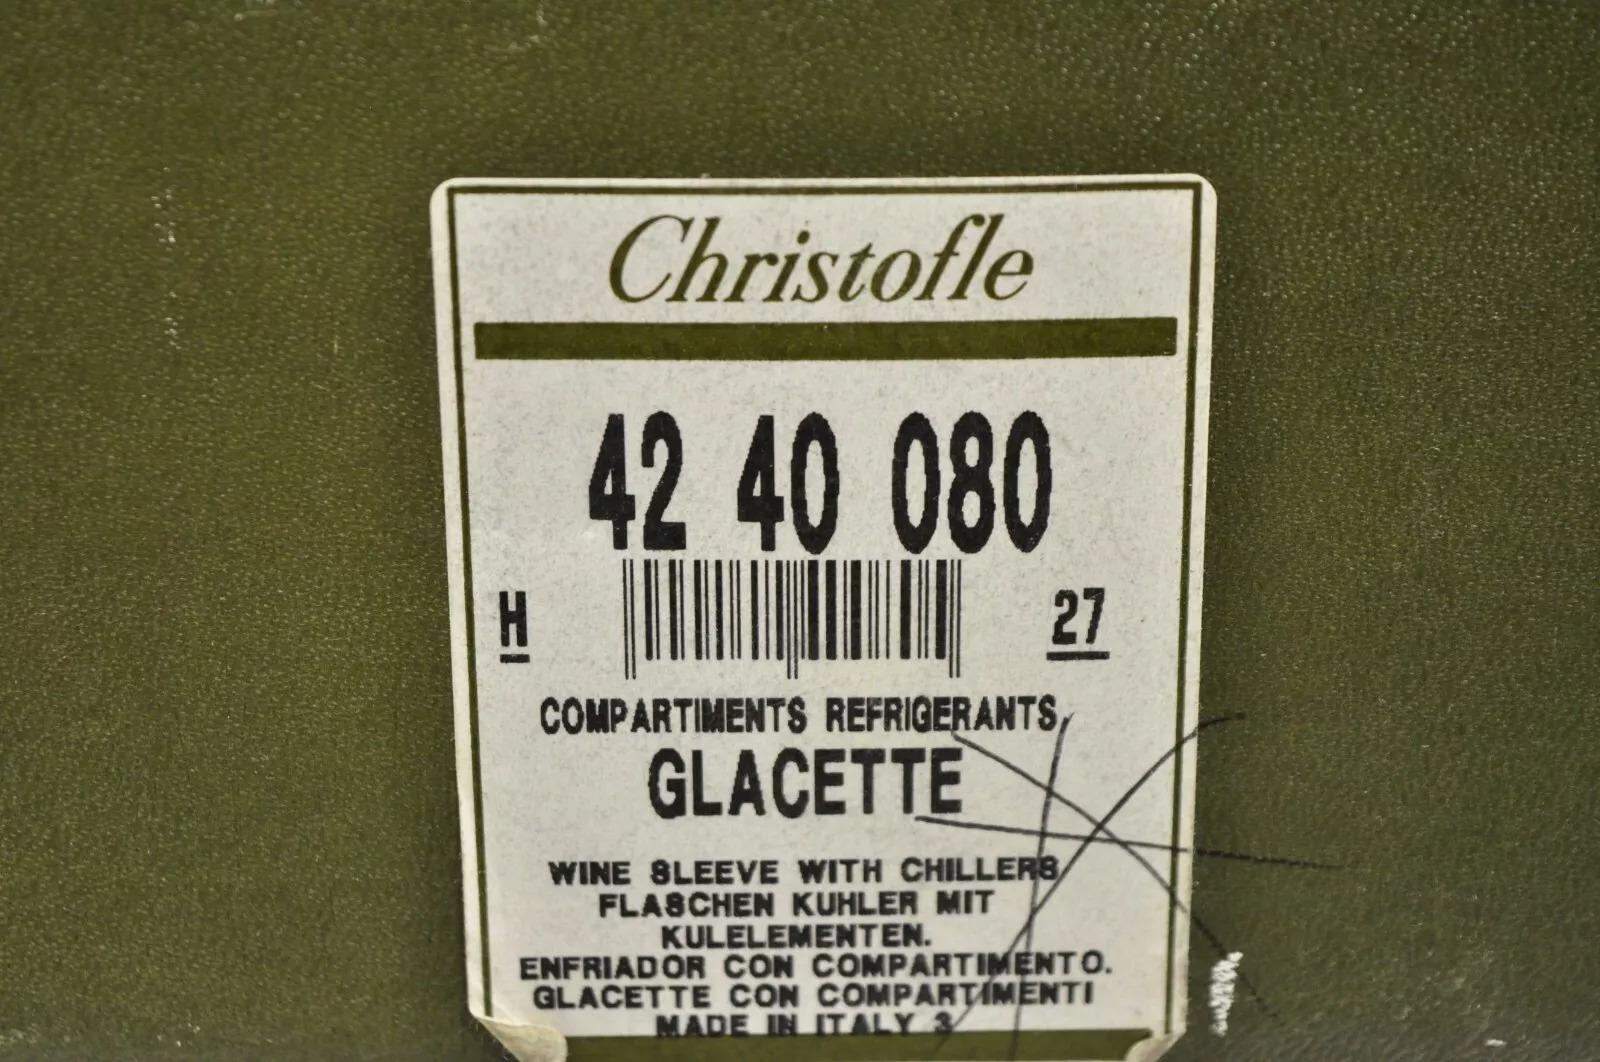 Christofle
42 40 080
H 27
COMPARTIMENTS REFRIGERANTS
GLACETTE
WINE SLEEVE WITH CHILLERS
FLASCHEN KUHLER MIT
KULELEMENTEN.
ENFRIADOR CON COMPARTIMENTO.
GLACETTE CON COMPARTIMENTI
MADE IN ITALY 3